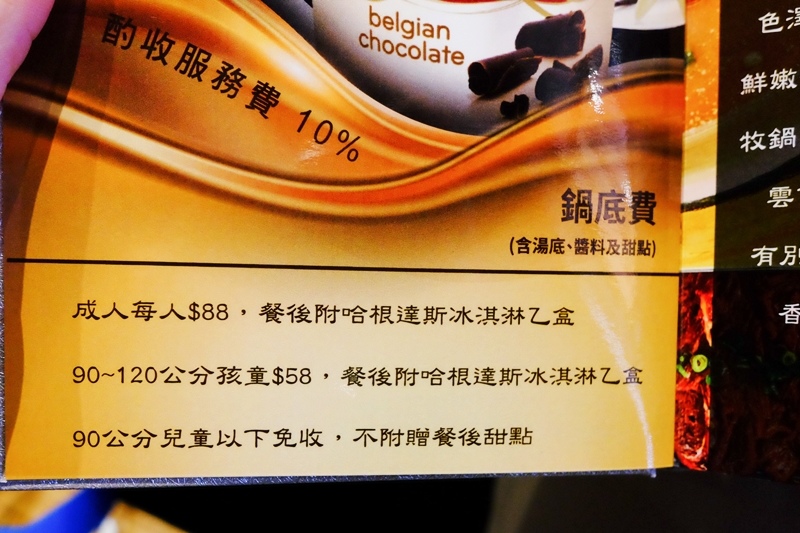 belgian
chocolate
酌收服務費 10%
鍋底費
(含湯底、醬料及甜點)
成人每人$88，餐後附哈根達斯冰淇淋乙盒
90~120公分孩童$58，餐後附哈根達斯冰淇淋乙盒
90公分兒童以下免收，不附贈餐後甜點
色澤
鮮嫩
牧鍋
雲
有別
香